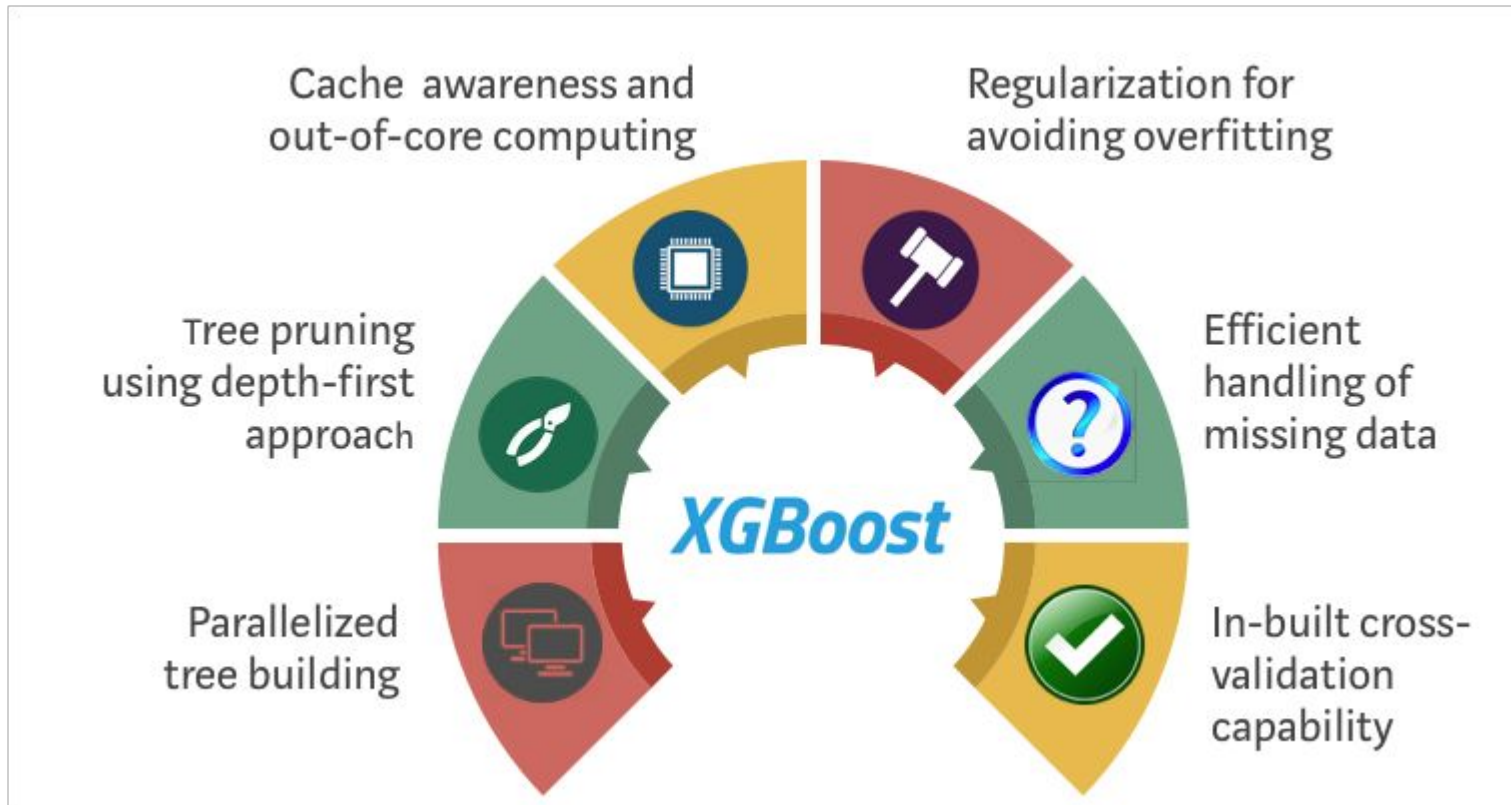 Cache awareness and
out-of-core computing
Regularization for
avoiding overfitting
Tree pruning
using depth-first
approach
Efficient
handling of
missing data
XGBoost
Parallelized
tree building
In-built cross-
validation
capability